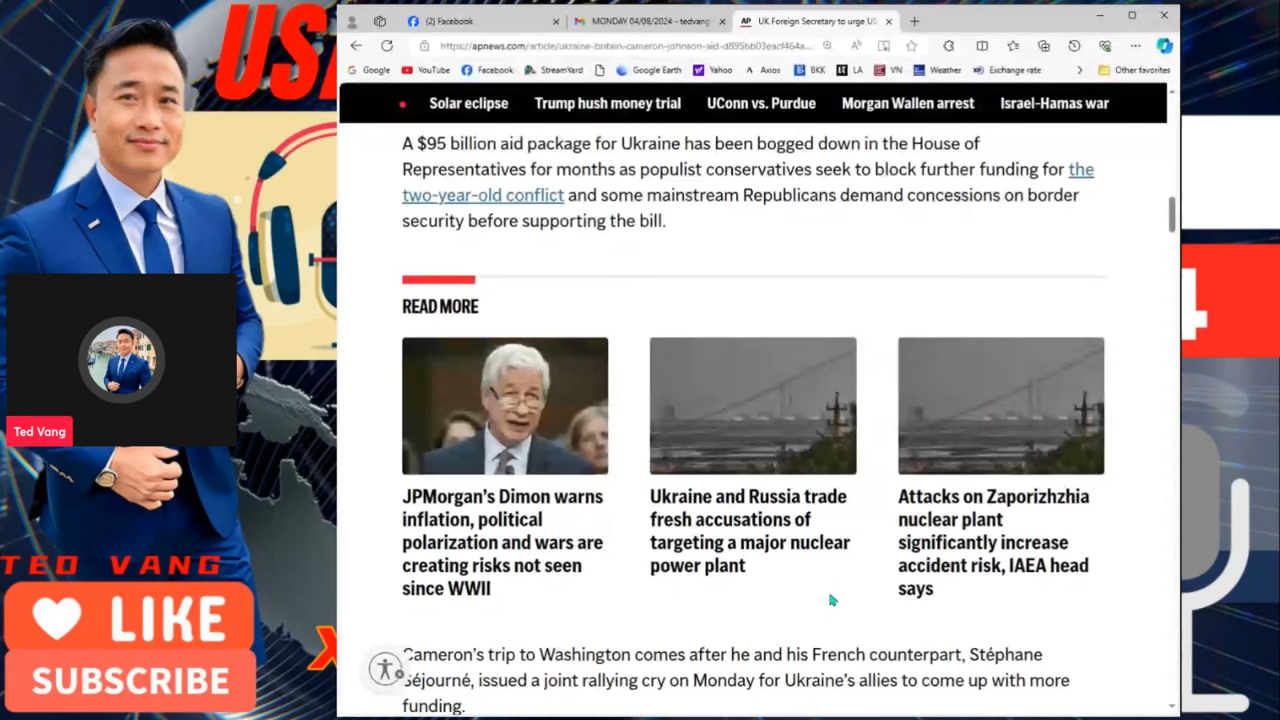 USA
(2) Facebook
MONDAY 04/08/2024 - tedvang
AP UK Foreign Secretary to urge US
https://apnews.com/article/ukraine-britain-cameron-johnson-aid-d895bb03eacf464a...
Google YouTube Facebook StreamYard Google Earth Yahoo Axios BKK LA VN Weather Exchange rate Other favorites
Solar eclipse Trump hush money trial UConn vs. Purdue Morgan Wallen arrest Israel-Hamas war
A $95 billion aid package for Ukraine has been bogged down in the House of
Representatives for months as populist conservatives seek to block further funding for the
two-year-old conflict and some mainstream Republicans demand concessions on border
security before supporting the bill.
READ MORE
JPMorgan's Dimon warns
inflation, political
polarization and wars are
creating risks not seen
since WWII
Ukraine and Russia trade
fresh accusations of
targeting a major nuclear
power plant
Attacks on Zaporizhzhia
nuclear plant
significantly increase
accident risk, IAEA head
says
Cameron's trip to Washington comes after he and his French counterpart, Stéphane
Séjourné, issued a joint rallying cry on Monday for Ukraine's allies to come up with more
funding.
Ted Vang
TED VANG
LIKE
SUBSCRIBE
X